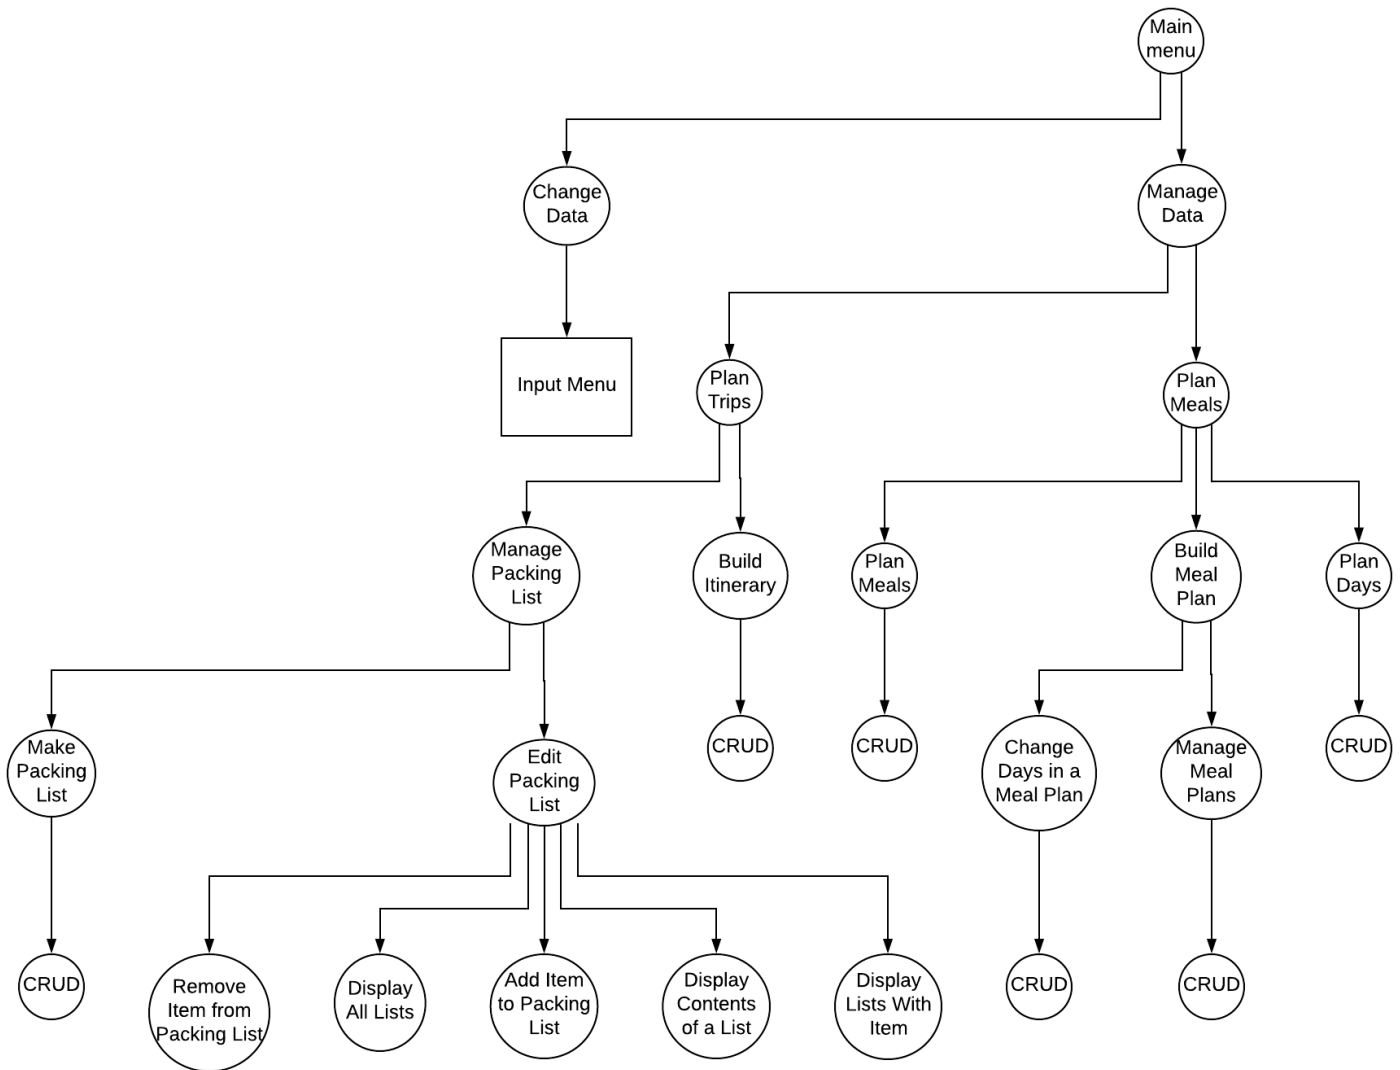 Main
menu
Change
Data
Manage
Data
Input Menu
Plan
Trips
Plan
Meals
Manage
Packing
List
Build
Itinerary
Plan
Meals
Build
Meal
Plan
Plan
Days
Make
Packing
List
Edit
Packing
List
CRUD
CRUD
Change
Days in a
Meal Plan
Manage
Meal
Plans
CRUD
CRUD
Remove
Item from
Packing List
Display
All Lists
Add Item
to Packing
List
Display
Contents
of a List
Display
Lists With
Item
CRUD
CRUD